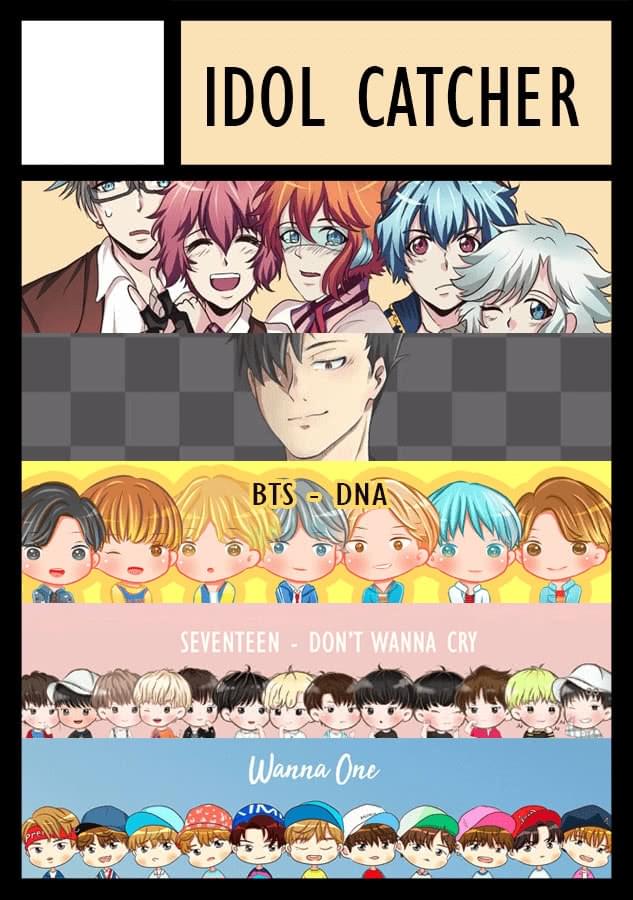 IDOL CATCHER
BTS - DNA
SEVENTEEN - DON'T WANNA CRY
Wanna One